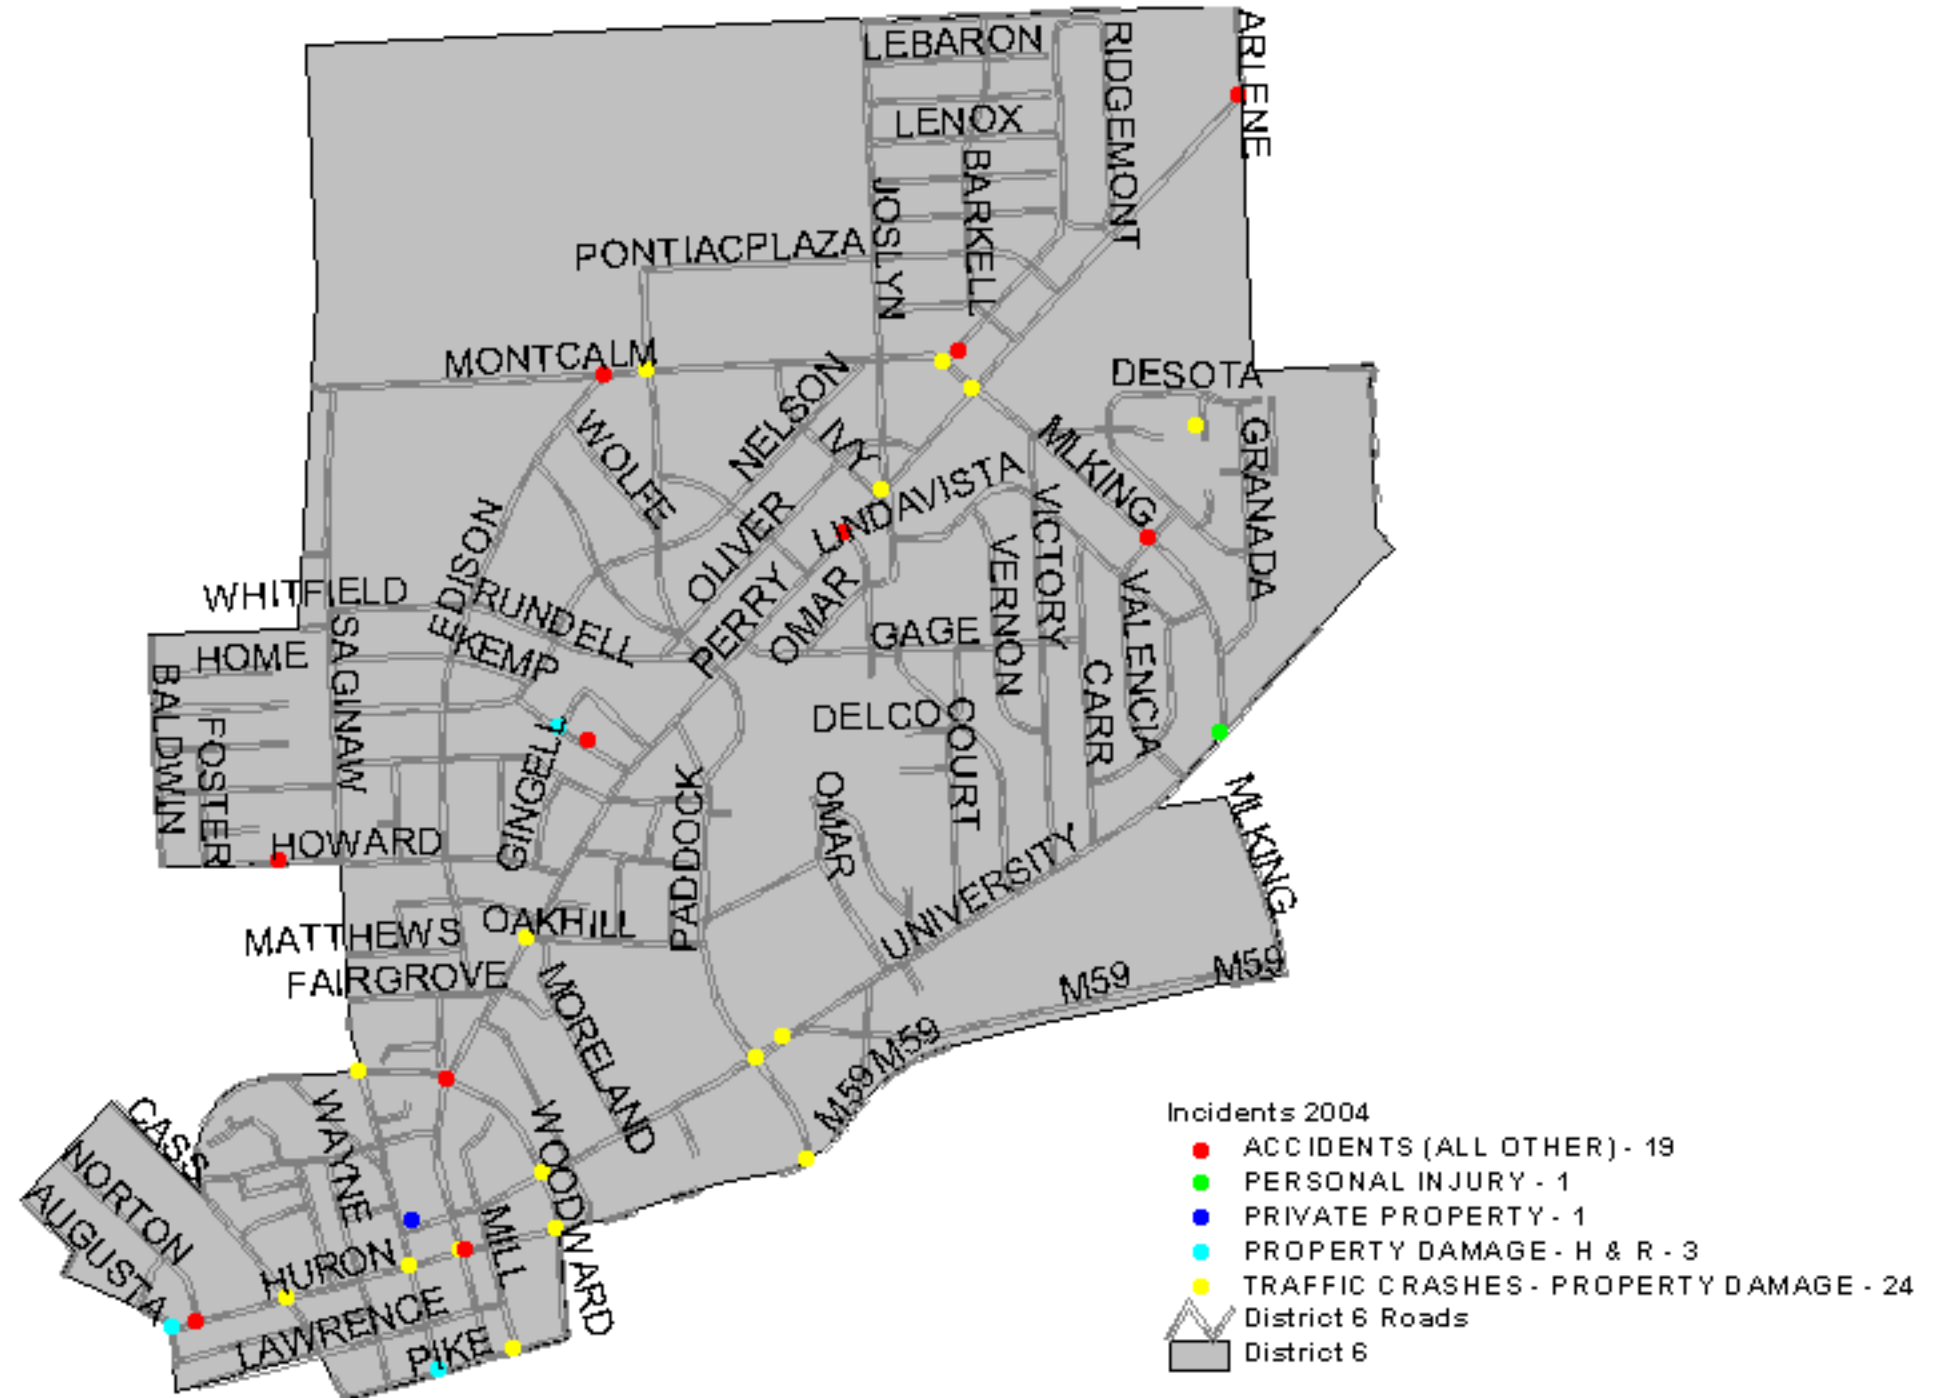 LEBARON
RIDGEMONT
ARLENE
LENOX
BARKELL
JOSLYN
PONTIACPLAZA
MONTCALM
DESOTA
NELSON
IVY
WOLFE
MLKING
GRANADA
LINDAVISTA
VICTORY
EDISON
OLIVER
VERNON
WHITFIELD
RUNDELL
PERRY
OMAR
VALENCIA
SAGINAW
GAGE
HOME
EKEMP
BALDWIN
CARR
FOSTER
DELCO
COURT
GINGELL
PADDOCK
OMAR
MLKING
HOWARD
UNIVERSITY
OAKHILL
MATTHEWS
FAIRGROVE
MORELAND
M59
M59
M59
M59
WAYNE
CASS
WOODWARD
NORTON
AUGUSTA
MILL
HURON
LAWRENCE
PIKE
Incidents 2004
ACCIDENTS (ALL OTHER) - 19
PERSONAL INJURY - 1
PRIVATE PROPERTY - 1
PROPERTY DAMAGE - H & R - 3
TRAFFIC CRASHES - PROPERTY DAMAGE - 24
District 6 Roads
District 6